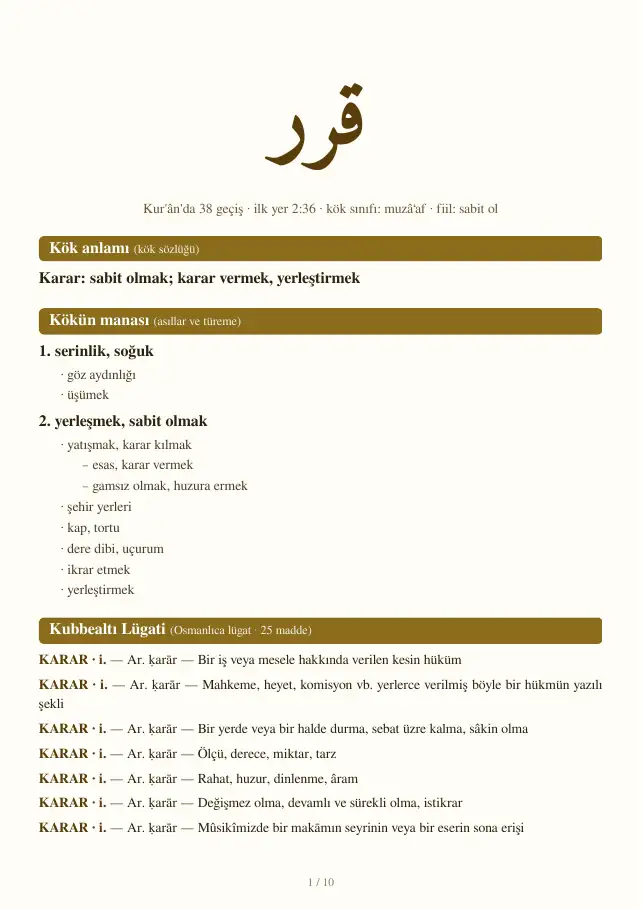 قرر
Kur'ân'da 38 geçiş · ilk yer 2:36 · kök sınıfı: muzâ'af · fiil: sabit ol
Kök anlamı (kök sözlüğü)
Karar: sabit olmak; karar vermek, yerleştirmek
Kökün manası (asıllar ve türeme)
1. serinlik, soğuk
· göz aydınlığı
· üşümek
2. yerleşmek, sabit olmak
· yatışmak, karar kılmak
– esas, karar vermek
– gamsız olmak, huzura ermek
· şehir yerleri
· kap, tortu
· dere dibi, uçurum
· ikrar etmek
· yerleştirmek
Kubbealtı Lügati (Osmanlıca lügat · 25 madde)
KARAR · i. — Ar. ḳarār — Bir iş veya mesele hakkında verilen kesin hüküm
KARAR · i. — Ar. ḳarār — Mahkeme, heyet, komisyon vb. yerlerce verilmiş böyle bir hükmün yazılı
şekli
KARAR · i. — Ar. ḳarār — Bir yerde veya bir halde durma, sebat üzre kalma, sâkin olma
KARAR · i. — Ar. ḳarār — Ölçü, derece, miktar, tarz
KARAR · i. — Ar. ḳarār — Rahat, huzur, dinlenme, âram
KARAR · i. — Ar. ḳarār — Değişmez olma, devamlı ve sürekli olma, istikrar
KARAR · i. — Ar. ḳarār — Mûsikîmizde bir makāmın seyrinin veya bir eserin sona erişi
1 / 10